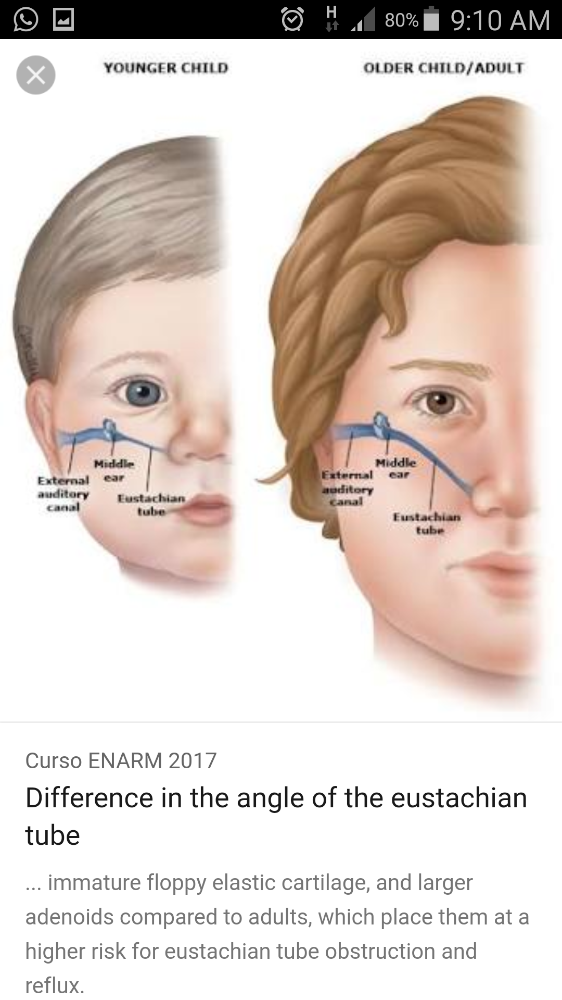 H
80%
9:10 AM
YOUNGER CHILD
OLDER CHILD/ADULT
Middle
ear
External
auditory
canal
Eustachian
tube
Middle
ear
External
auditory
canal
Eustachian
tube
Curso ENARM 2017
Difference in the angle of the eustachian
tube
... immature floppy elastic cartilage, and larger
adenoids compared to adults, which place them at a
higher risk for eustachian tube obstruction and
reflux.